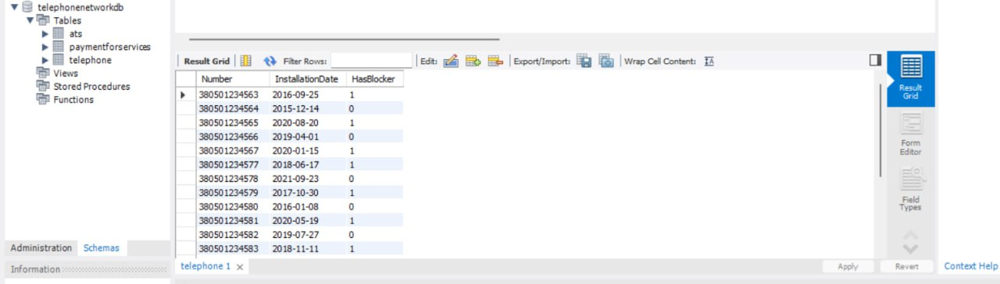 telephonenetworkdb
Tables
ats
paymentforservices
telephone
Views
Stored Procedures
Functions
Administration Schemas
Information
Result Grid Filter Rows: Edit: Export/Import: Wrap Cell Content:
Number InstallationDate HasBlocker
380501234563 2016-09-25 1
380501234564 2015-12-14 0
380501234565 2020-08-20 1
380501234566 2019-04-01 0
380501234567 2020-01-15 1
380501234577 2018-06-17 1
380501234578 2021-09-23 0
380501234579 2017-10-30 1
380501234580 2016-01-08 0
380501234581 2020-05-19 1
380501234582 2019-07-27 0
380501234583 2018-11-11 1
telephone 1 Apply Revert
Result
Grid
Form
Editor
Field
Types
Context Help